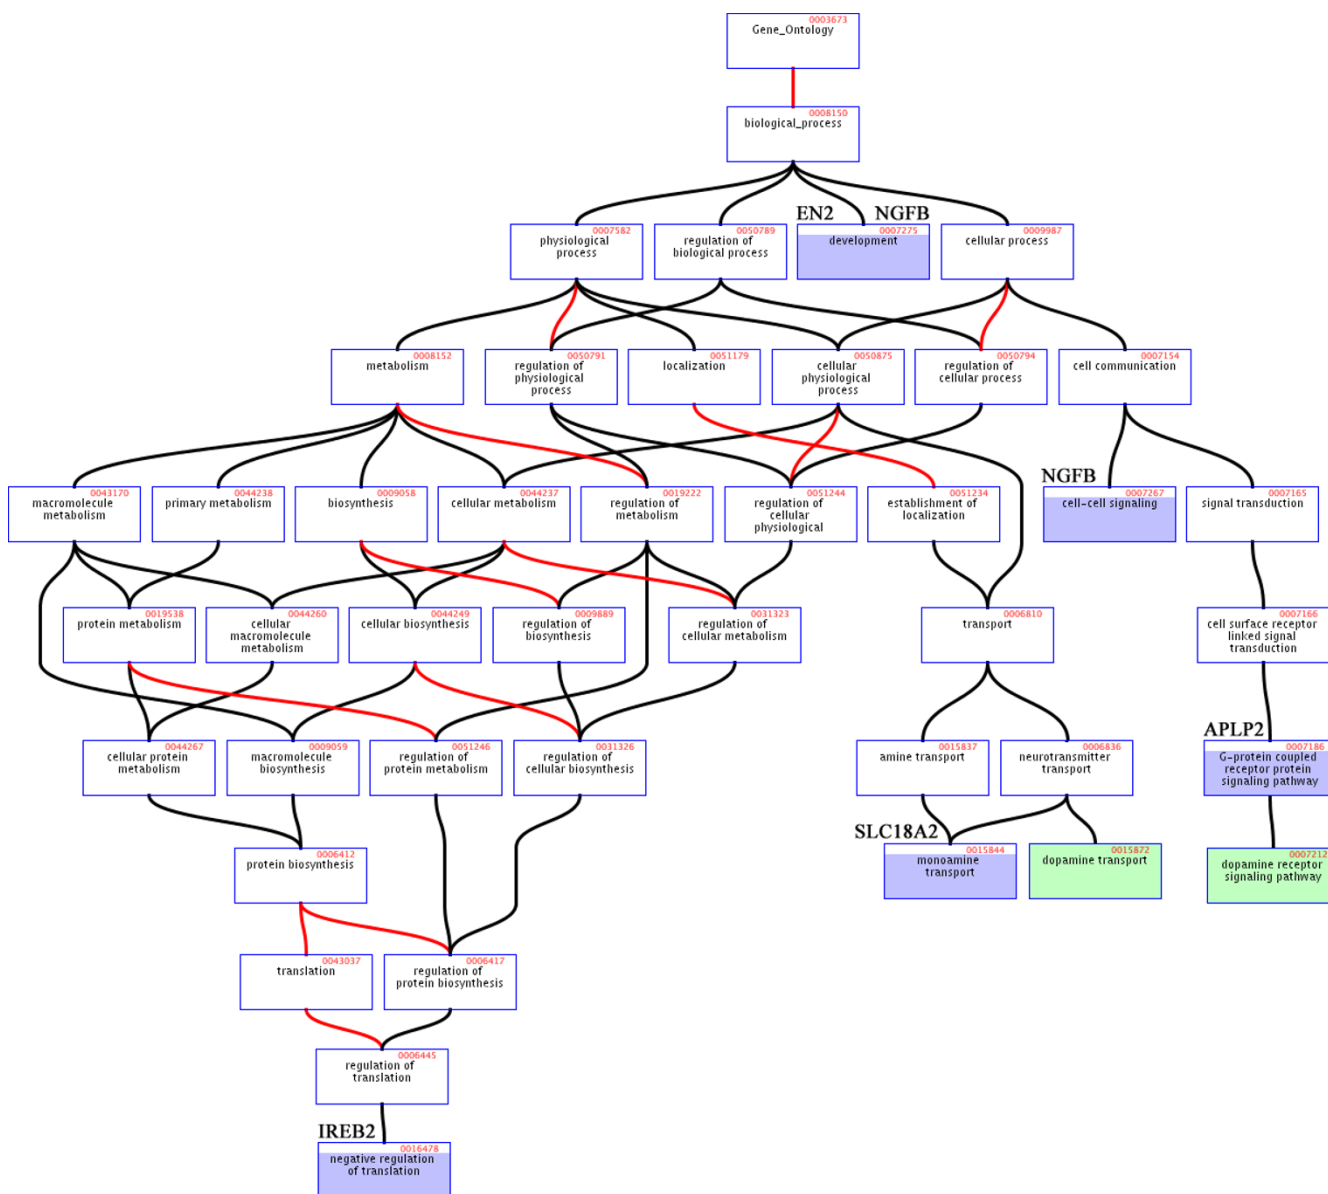 0003673
Gene_Ontology
0008150
biological_process
EN2
NGFB
0007582
physiological
process
0050789
regulation of
biological process
0007275
development
0009987
cellular process
0008152
metabolism
0050791
regulation of
physiological
process
0051179
localization
0050875
cellular
physiological
process
0050794
regulation of
cellular process
0007154
cell communication
NGFB
0043170
macromolecule
metabolism
0044238
primary metabolism
0009058
biosynthesis
0044237
cellular metabolism
0019222
regulation of
metabolism
0051244
regulation of
cellular
physiological
0051234
establishment of
localization
0007267
cell-cell signaling
0007165
signal transduction
0019538
protein metabolism
0044260
cellular
macromolecule
metabolism
0044249
cellular biosynthesis
0009889
regulation of
biosynthesis
0031323
regulation of
cellular metabolism
0006810
transport
0007166
cell surface receptor
linked signal
transduction
APLP2
0044267
cellular protein
metabolism
0009059
macromolecule
biosynthesis
0051246
regulation of
protein metabolism
0031326
regulation of
cellular biosynthesis
0015837
amine transport
0006836
neurotransmitter
transport
0007186
G-protein coupled
receptor protein
signaling pathway
SLC18A2
0006412
protein biosynthesis
0015844
monoamine
transport
0015872
dopamine transport
0007212
dopamine receptor
signaling pathway
0043037
translation
0006417
regulation of
protein biosynthesis
0006445
regulation of
translation
IREB2
0016478
negative regulation
of translation